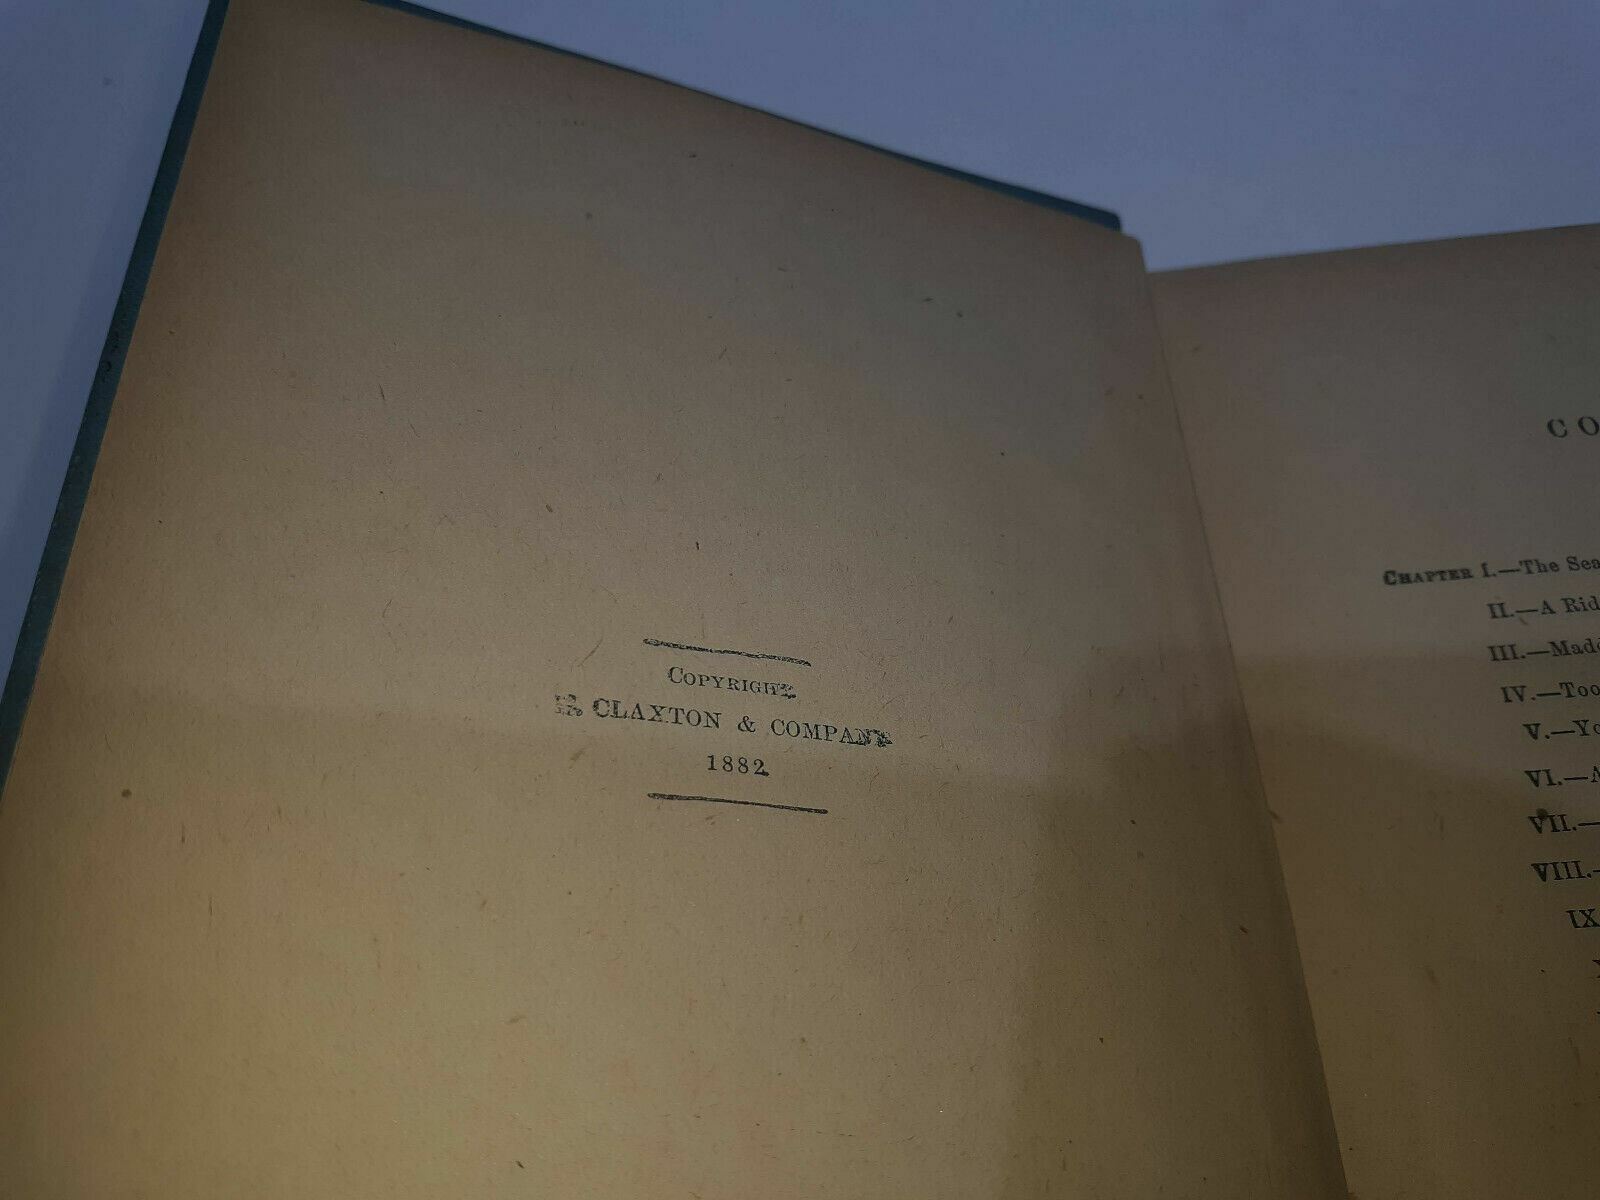 COPYRIGHT
CLAXTON & COMPANY
1882.
CO
CHAPTER I.—The Sea
II.—A Rid
III.—Madd
IV.—Too
V.—Yo
VI.—A
VII.—
VIII.—
IX